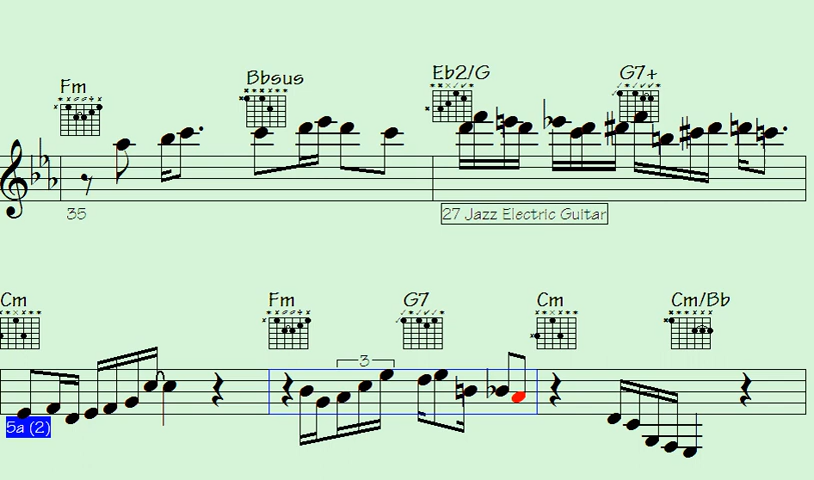 Fm Bbsus Eb2/G G7+
35
27 Jazz Electric Guitar
Cm Fm G7 Cm Cm/Bb
3
5a (2)